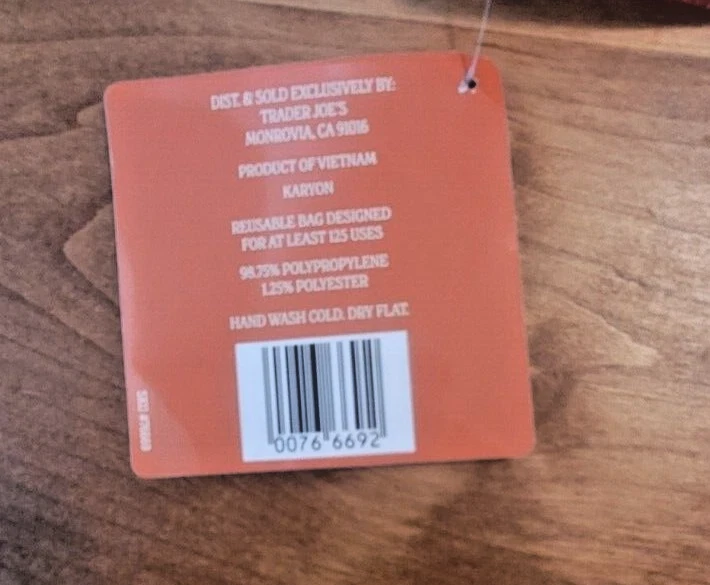 DIST. & SOLD EXCLUSIVELY BY:
TRADER JOE'S
MONROVIA, CA 91016
PRODUCT OF VIETNAM
KARYON
REUSABLE BAG DESIGNED
FOR AT LEAST 125 USES
98.75% POLYPROPYLENE
1.25% POLYESTER
HAND WASH COLD. DRY FLAT.
0076 6692
SKU